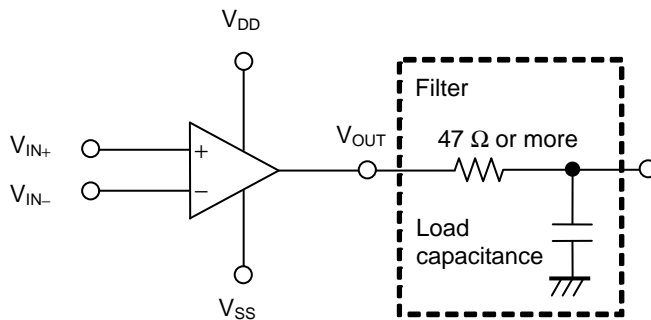 VDD
Filter
VIN+
VOUT
47 Ω or more
+
VIN−
−
Load
capacitance
VSS